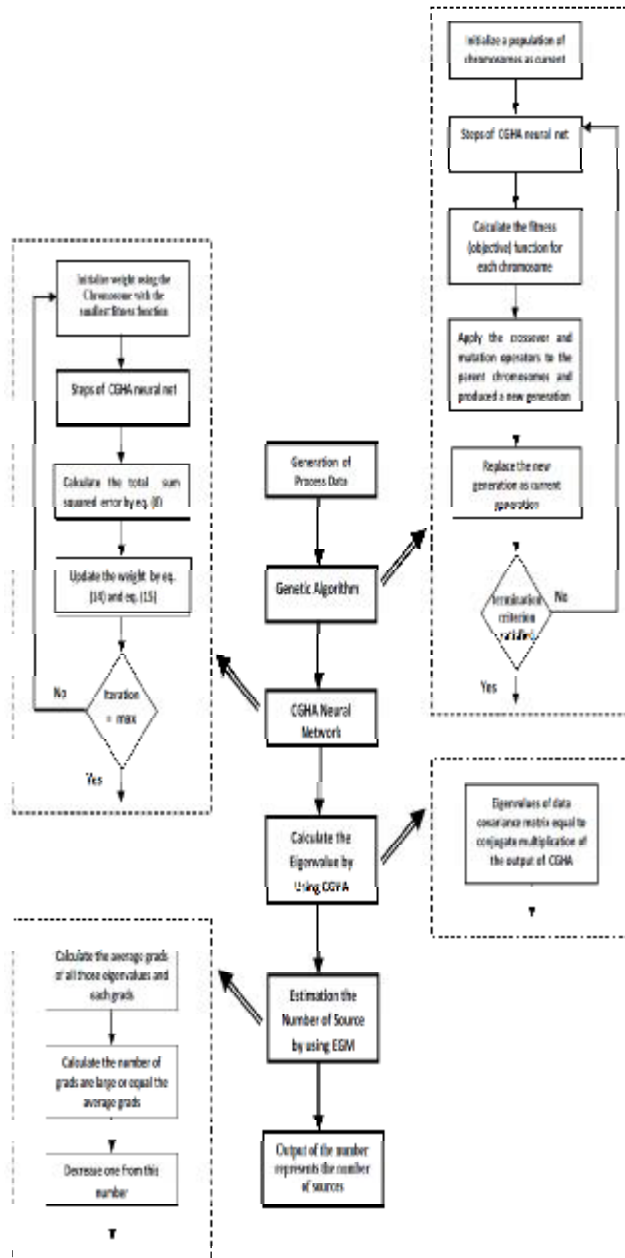 Initialize a population of
chromosomes as current
Steps of CGHA neural net
Calculate the fitness
(objective) function for
each chromosome
Apply the crossover and
mutation operators to the
parent chromosomes and
produced a new generation
Replace the new
generation as current
generation
Termination
criterion
satisfied
No
Yes
Initialize weight using the
Chromosome with the
smallest fitness function
Steps of CGHA neural net
Calculate the total sum
squared error by eq. (8)
Update the weight by eq.
(14) and eq. (15)
Iteration
= max
No
Yes
Generation of
Process Data
Genetic Algorithm
CGHA Neural
Network
Calculate the
Eigenvalue by
Using CGHA
Estimation the
Number of Source
by using EGM
Output of the number
represents the number
of sources
Eigenvalues of data
covariance matrix equal to
conjugate multiplication of
the output of CGHA
Calculate the average grads
of all those eigenvalues and
each grads
Calculate the number of
grads are large or equal the
average grads
Decrease one from this
number